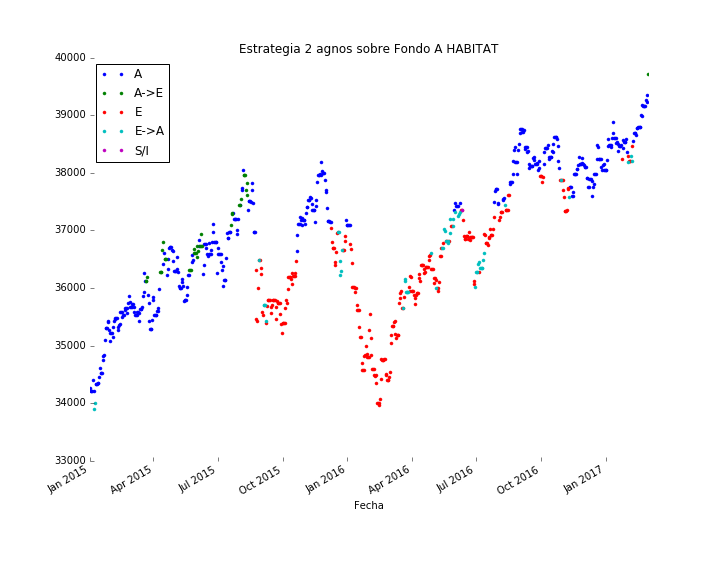 Estrategia 2 agnos sobre Fondo A HABITAT
40000
39000
38000
37000
36000
35000
34000
33000
A
A->E
E
E->A
S/I
Jan 2015
Apr 2015
Jul 2015
Oct 2015
Jan 2016
Apr 2016
Jul 2016
Oct 2016
Jan 2017
Fecha